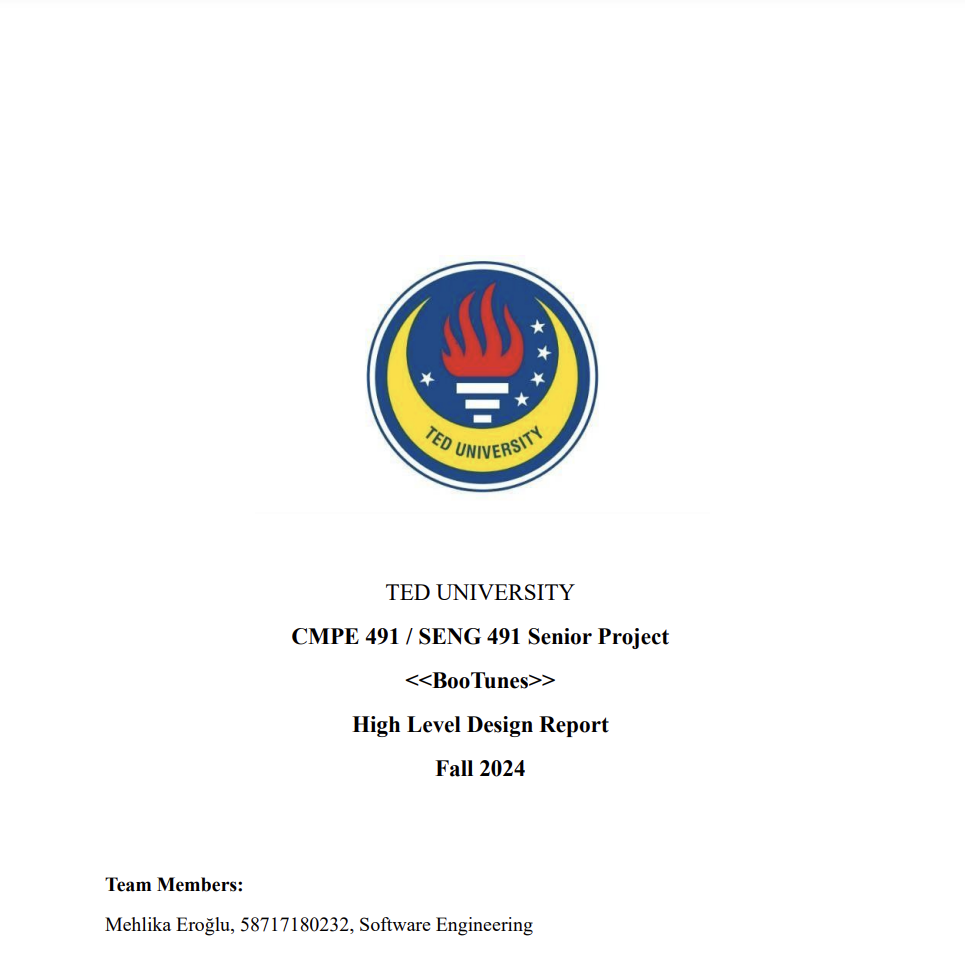 TED UNIVERSITY
TED UNIVERSITY
CMPE 491 / SENG 491 Senior Project
<<BooTunes>>
High Level Design Report
Fall 2024
Team Members:
Mehlika Eroğlu, 58717180232, Software Engineering